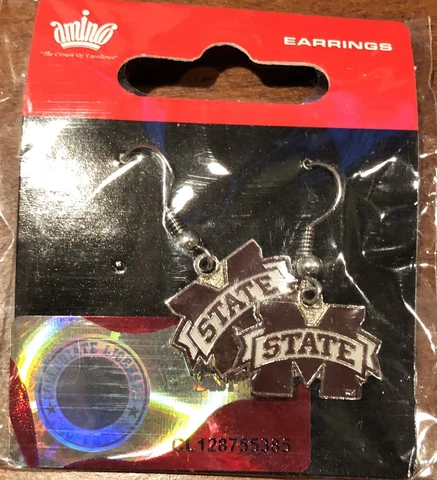 amino
"The Crown Of Excellence"
EARRINGS
STATE
STATE
CL128755385